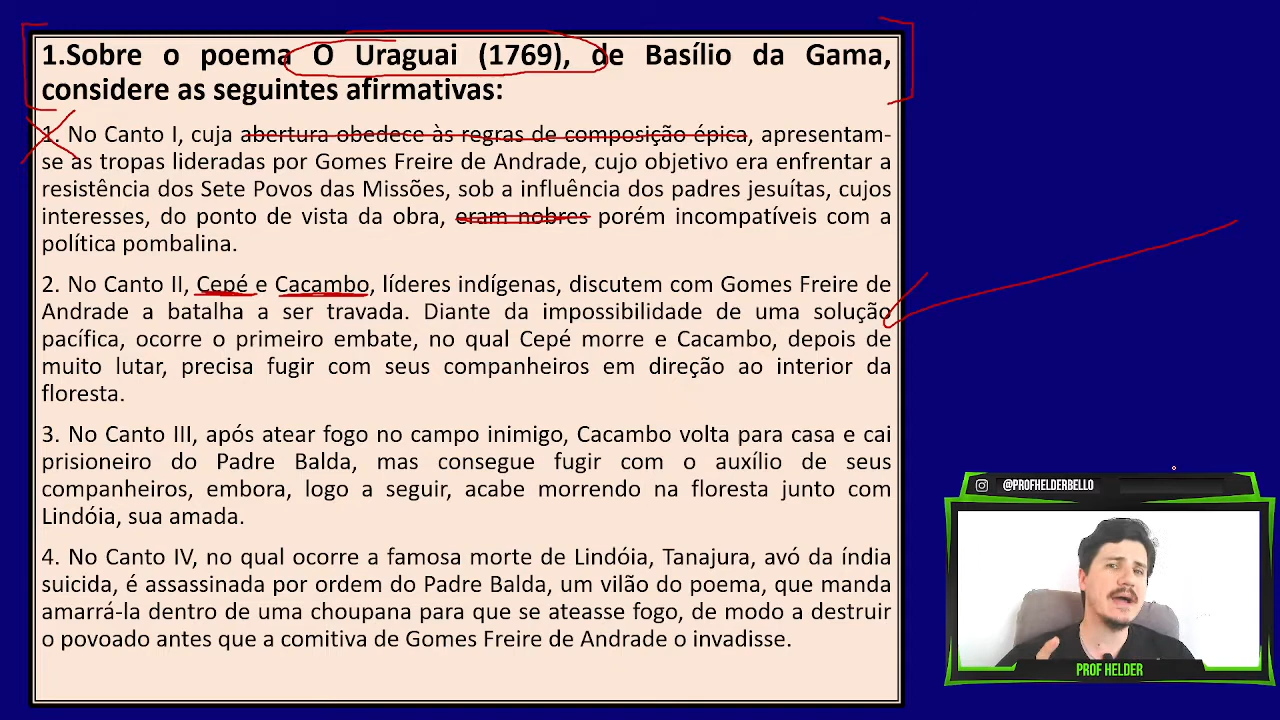 1.Sobre o poema O Uraguai (1769), de Basílio da Gama,
considere as seguintes afirmativas:
1. No Canto I, cuja abertura obedece às regras de composição épica, apresentam-
se as tropas lideradas por Gomes Freire de Andrade, cujo objetivo era enfrentar a
resistência dos Sete Povos das Missões, sob a influência dos padres jesuítas, cujos
interesses, do ponto de vista da obra, eram nobres porém incompatíveis com a
política pombalina.
2. No Canto II, Cepé e Cacambo, líderes indígenas, discutem com Gomes Freire de
Andrade a batalha a ser travada. Diante da impossibilidade de uma solução
pacífica, ocorre o primeiro embate, no qual Cepé morre e Cacambo, depois de
muito lutar, precisa fugir com seus companheiros em direção ao interior da
floresta.
3. No Canto III, após atear fogo no campo inimigo, Cacambo volta para casa e cai
prisioneiro do Padre Balda, mas consegue fugir com o auxílio de seus
companheiros, embora, logo a seguir, acabe morrendo na floresta junto com
Lindóia, sua amada.
4. No Canto IV, no qual ocorre a famosa morte de Lindóia, Tanajura, avó da índia
suicida, é assassinada por ordem do Padre Balda, um vilão do poema, que manda
amarrá-la dentro de uma choupana para que se ateasse fogo, de modo a destruir
o povoado antes que a comitiva de Gomes Freire de Andrade o invadisse.
@PROFHELDERBELLO
PROF HELDER